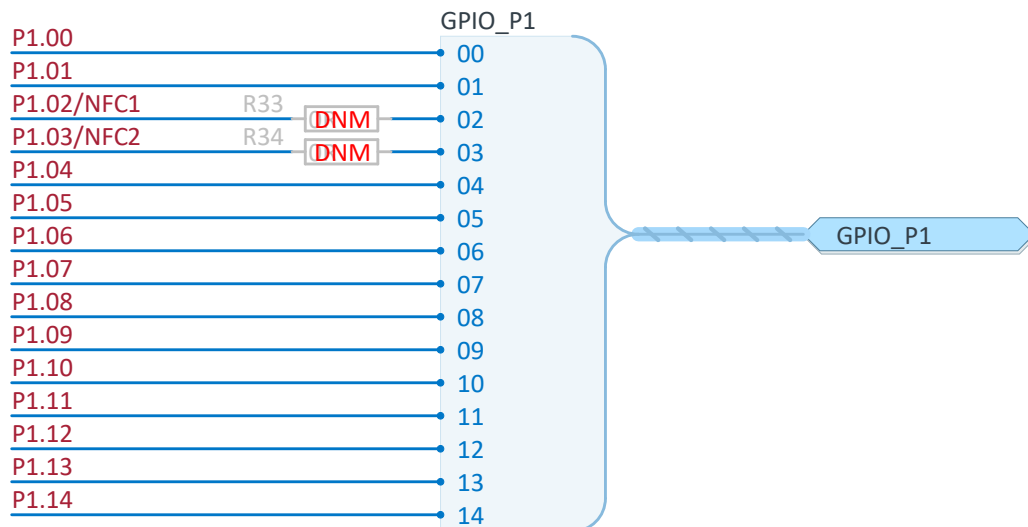 GPIO_P1
P1.00 00
P1.01 01
P1.02/NFC1 R33 DNM 02
P1.03/NFC2 R34 DNM 03
P1.04 04
P1.05 05
P1.06 06
GPIO_P1
P1.07 07
P1.08 08
P1.09 09
P1.10 10
P1.11 11
P1.12 12
P1.13 13
P1.14 14